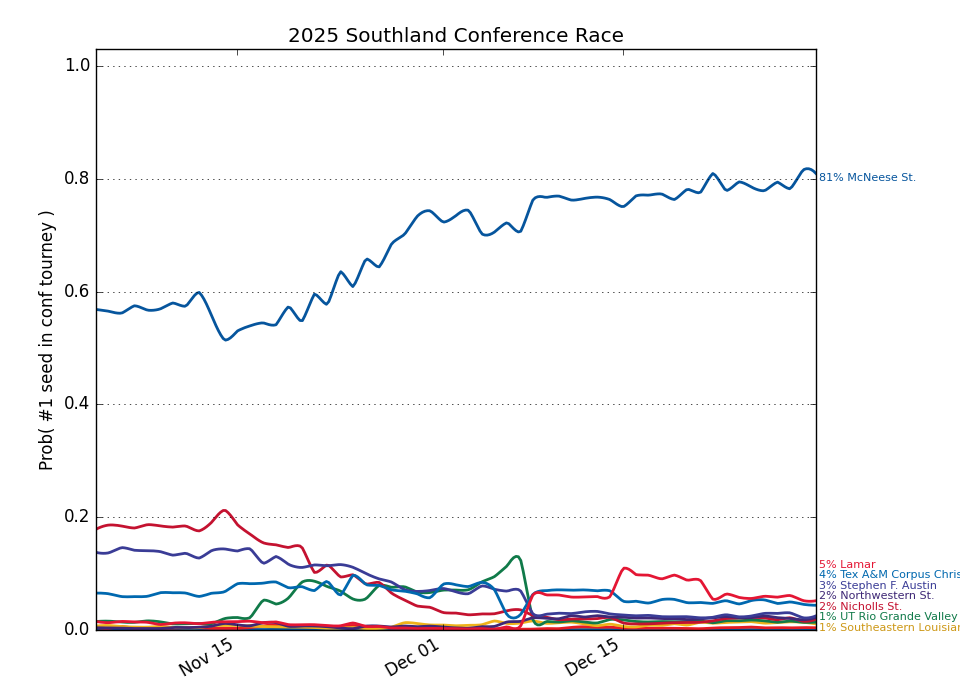 2025 Southland Conference Race
Prob( #1 seed in conf tourney )
1.0
0.8
0.6
0.4
0.2
0.0
Nov 15
Dec 01
Dec 15
81% McNeese St.
5% Lamar
4% Tex A&M Corpus Chris
3% Stephen F. Austin
2% Northwestern St.
2% Nicholls St.
1% UT Rio Grande Valley
1% Southeastern Louisian